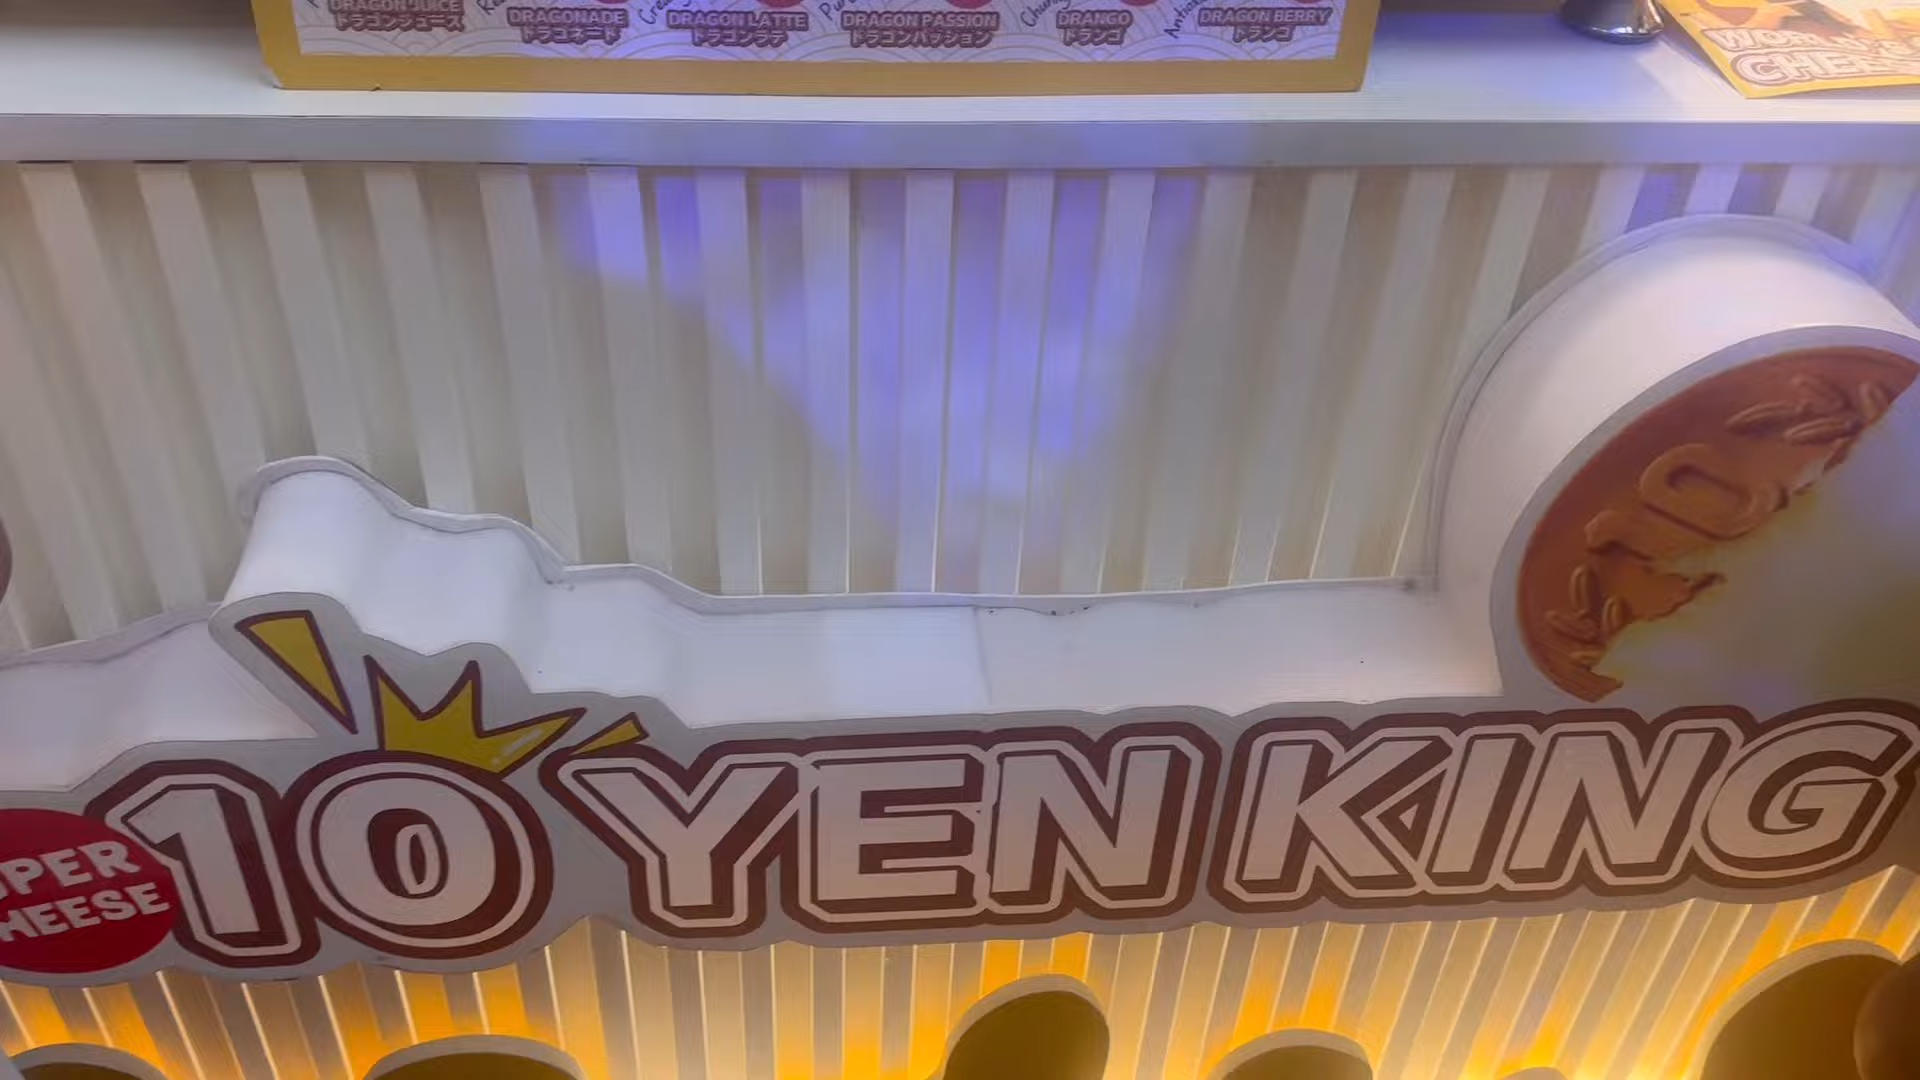 DRAGON JUICE
ドラゴンジュース
DRAGONADE
ドラゴネード
DRAGON LATTE
ドラゴンラテ
DRAGON PASSION
ドラゴンパッション
DRANGO
ドランゴ
DRAGON BERRY
ドランゴ
10 YEN KING
10